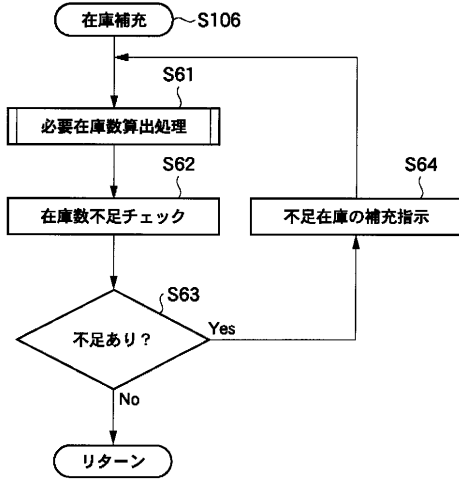 在庫補充
S106
S61
必要在庫数算出処理
S62
在庫数不足チェック
S64
不足在庫の補充指示
S63
不足あり？
Yes
No
リターン